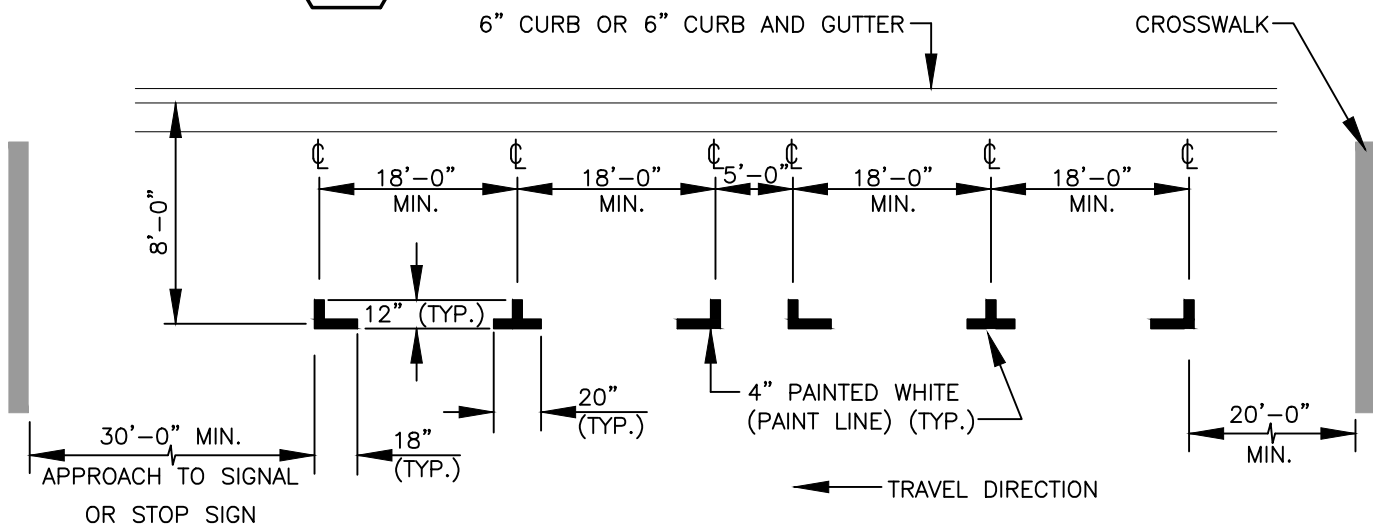 6” CURB OR 6” CURB AND GUTTER
CROSSWALK
℄ ℄ ℄ ℄ ℄ ℄
18’-0” 18’-0” 5’-0” 18’-0” 18’-0”
MIN. MIN. MIN. MIN.
8’-0”
12” (TYP.)
4” PAINTED WHITE
(PAINT LINE) (TYP.)
20”
(TYP.)
18”
(TYP.)
30’-0” MIN.
APPROACH TO SIGNAL
OR STOP SIGN
20’-0”
MIN.
TRAVEL DIRECTION